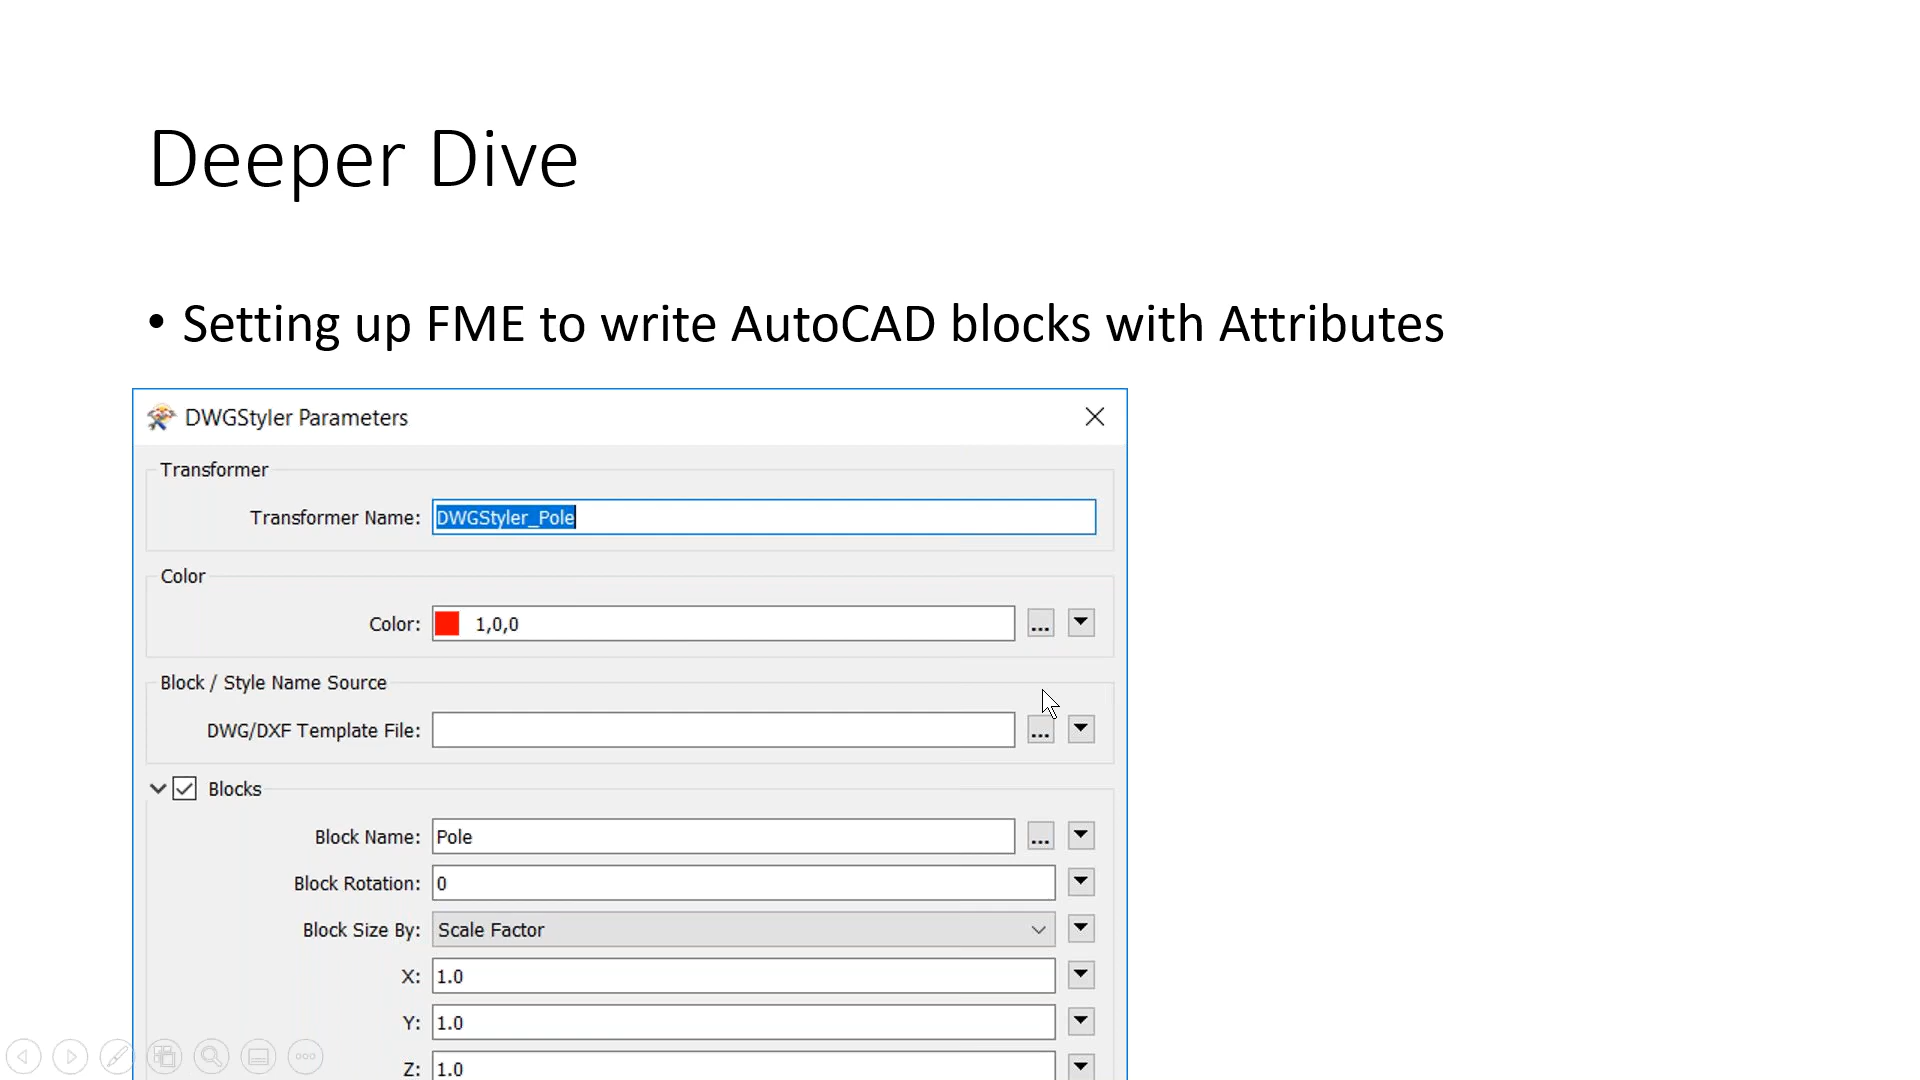 Deeper Dive
• Setting up FME to write AutoCAD blocks with Attributes
DWGStyler Parameters
Transformer
Transformer Name: DWGStyler_Pole
Color
Color: 1,0,0 ...
Block / Style Name Source
DWG/DXF Template File: ...
Blocks
Block Name: Pole ...
Block Rotation: 0
Block Size By: Scale Factor
X: 1.0
Y: 1.0
Z: 1.0